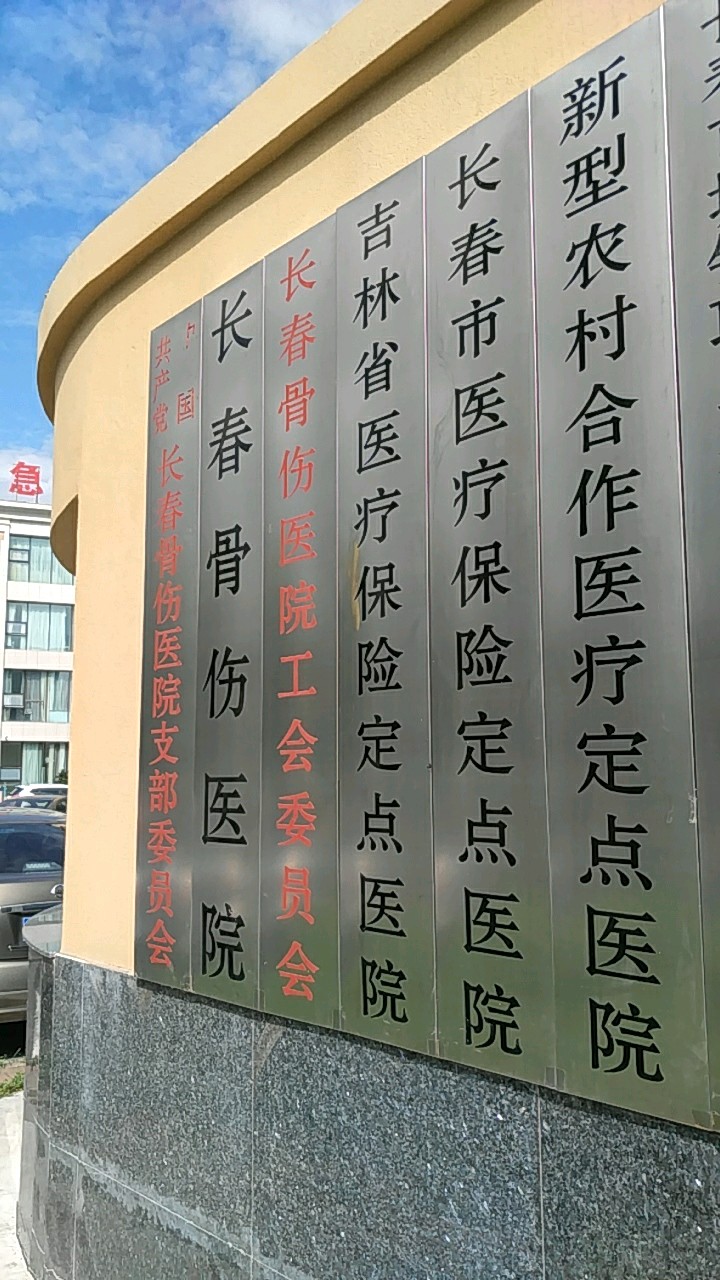 急
中国
共产党
长春骨伤医院支部委员会
长春骨伤医院
长春骨伤医院工会委员会
吉林省医疗保险定点医院
长春市医疗保险定点医院
新型农村合作医疗定点医院